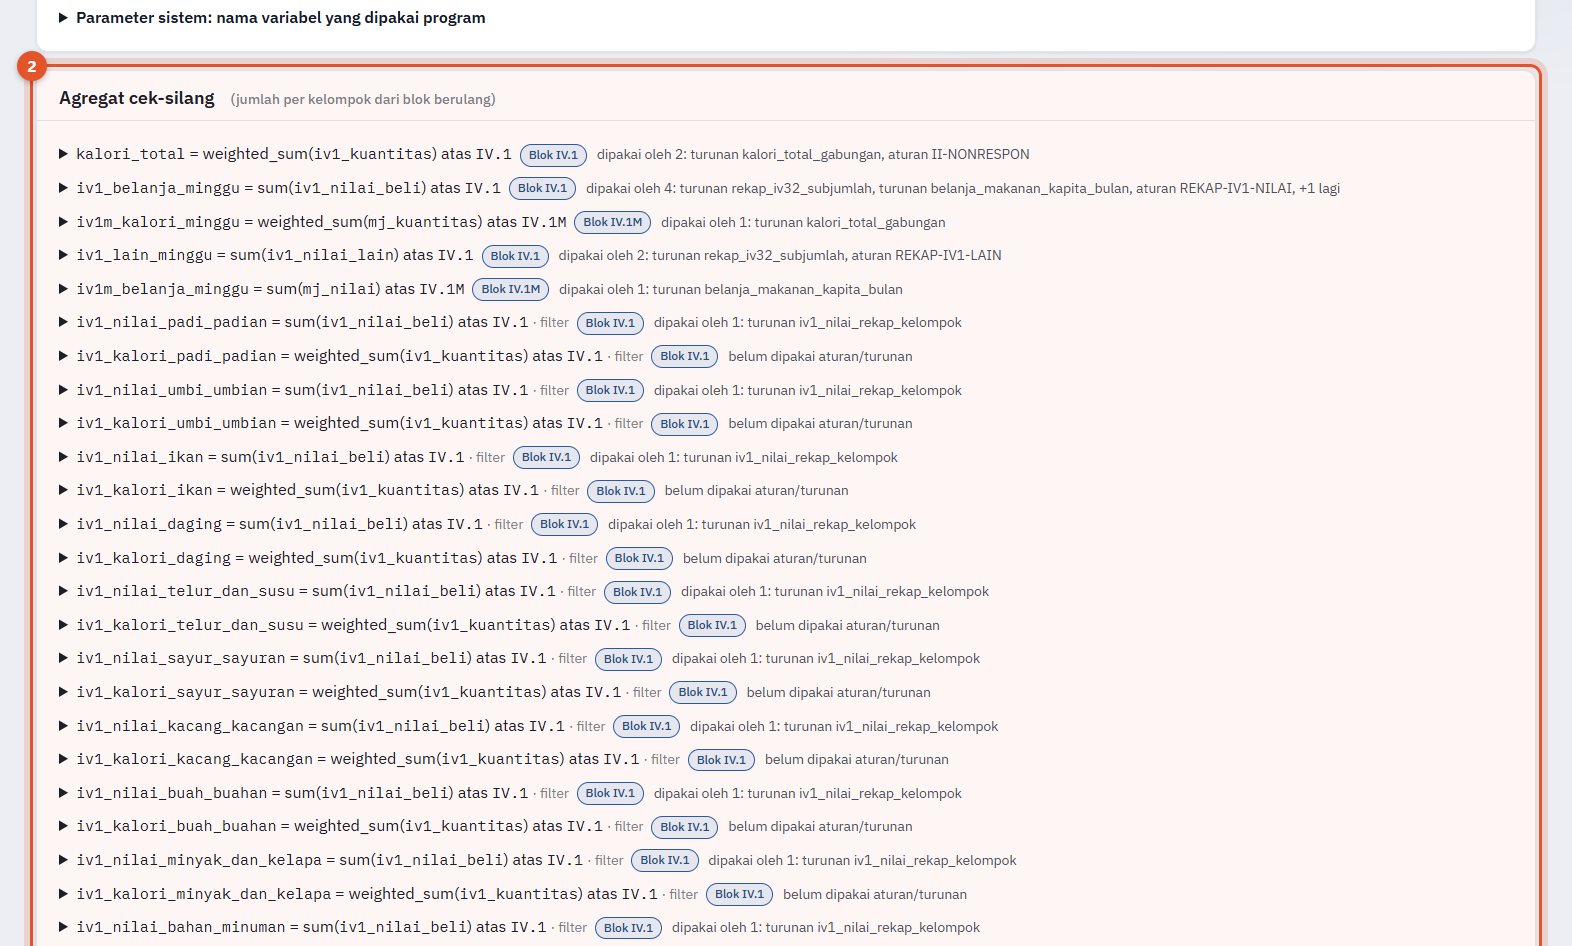 ▶ Parameter sistem: nama variabel yang dipakai program
2
Agregat cek-silang (jumlah per kelompok dari blok berulang)
▶ kalori_total = weighted_sum(iv1_kuantitas) atas IV.1 Blok IV.1 dipakai oleh 2: turunan kalori_total_gabungan, aturan II-NONRESPON
▶ iv1_belanja_minggu = sum(iv1_nilai_beli) atas IV.1 Blok IV.1 dipakai oleh 4: turunan rekap_iv32_subjumlah, turunan belanja_makanan_kapita_bulan, aturan REKAP-IV1-NILAI, +1 lagi
▶ iv1m_kalori_minggu = weighted_sum(mj_kuantitas) atas IV.1M Blok IV.1M dipakai oleh 1: turunan kalori_total_gabungan
▶ iv1_lain_minggu = sum(iv1_nilai_lain) atas IV.1 Blok IV.1 dipakai oleh 2: turunan rekap_iv32_subjumlah, aturan REKAP-IV1-LAIN
▶ iv1m_belanja_minggu = sum(mj_nilai) atas IV.1M Blok IV.1M dipakai oleh 1: turunan belanja_makanan_kapita_bulan
▶ iv1_nilai_padi_padian = sum(iv1_nilai_beli) atas IV.1 · filter Blok IV.1 dipakai oleh 1: turunan iv1_nilai_rekap_kelompok
▶ iv1_kalori_padi_padian = weighted_sum(iv1_kuantitas) atas IV.1 · filter Blok IV.1 belum dipakai aturan/turunan
▶ iv1_nilai_umbi_umbian = sum(iv1_nilai_beli) atas IV.1 · filter Blok IV.1 dipakai oleh 1: turunan iv1_nilai_rekap_kelompok
▶ iv1_kalori_umbi_umbian = weighted_sum(iv1_kuantitas) atas IV.1 · filter Blok IV.1 belum dipakai aturan/turunan
▶ iv1_nilai_ikan = sum(iv1_nilai_beli) atas IV.1 · filter Blok IV.1 dipakai oleh 1: turunan iv1_nilai_rekap_kelompok
▶ iv1_kalori_ikan = weighted_sum(iv1_kuantitas) atas IV.1 · filter Blok IV.1 belum dipakai aturan/turunan
▶ iv1_nilai_daging = sum(iv1_nilai_beli) atas IV.1 · filter Blok IV.1 dipakai oleh 1: turunan iv1_nilai_rekap_kelompok
▶ iv1_kalori_daging = weighted_sum(iv1_kuantitas) atas IV.1 · filter Blok IV.1 belum dipakai aturan/turunan
▶ iv1_nilai_telur_dan_susu = sum(iv1_nilai_beli) atas IV.1 · filter Blok IV.1 dipakai oleh 1: turunan iv1_nilai_rekap_kelompok
▶ iv1_kalori_telur_dan_susu = weighted_sum(iv1_kuantitas) atas IV.1 · filter Blok IV.1 belum dipakai aturan/turunan
▶ iv1_nilai_sayur_sayuran = sum(iv1_nilai_beli) atas IV.1 · filter Blok IV.1 dipakai oleh 1: turunan iv1_nilai_rekap_kelompok
▶ iv1_kalori_sayur_sayuran = weighted_sum(iv1_kuantitas) atas IV.1 · filter Blok IV.1 belum dipakai aturan/turunan
▶ iv1_nilai_kacang_kacangan = sum(iv1_nilai_beli) atas IV.1 · filter Blok IV.1 dipakai oleh 1: turunan iv1_nilai_rekap_kelompok
▶ iv1_kalori_kacang_kacangan = weighted_sum(iv1_kuantitas) atas IV.1 · filter Blok IV.1 belum dipakai aturan/turunan
▶ iv1_nilai_buah_buahan = sum(iv1_nilai_beli) atas IV.1 · filter Blok IV.1 dipakai oleh 1: turunan iv1_nilai_rekap_kelompok
▶ iv1_kalori_buah_buahan = weighted_sum(iv1_kuantitas) atas IV.1 · filter Blok IV.1 belum dipakai aturan/turunan
▶ iv1_nilai_minyak_dan_kelapa = sum(iv1_nilai_beli) atas IV.1 · filter Blok IV.1 dipakai oleh 1: turunan iv1_nilai_rekap_kelompok
▶ iv1_kalori_minyak_dan_kelapa = weighted_sum(iv1_kuantitas) atas IV.1 · filter Blok IV.1 belum dipakai aturan/turunan
▶ iv1_nilai_bahan_minuman = sum(iv1_nilai_beli) atas IV.1 · filter Blok IV.1 dipakai oleh 1: turunan iv1_nilai_rekap_kelompok